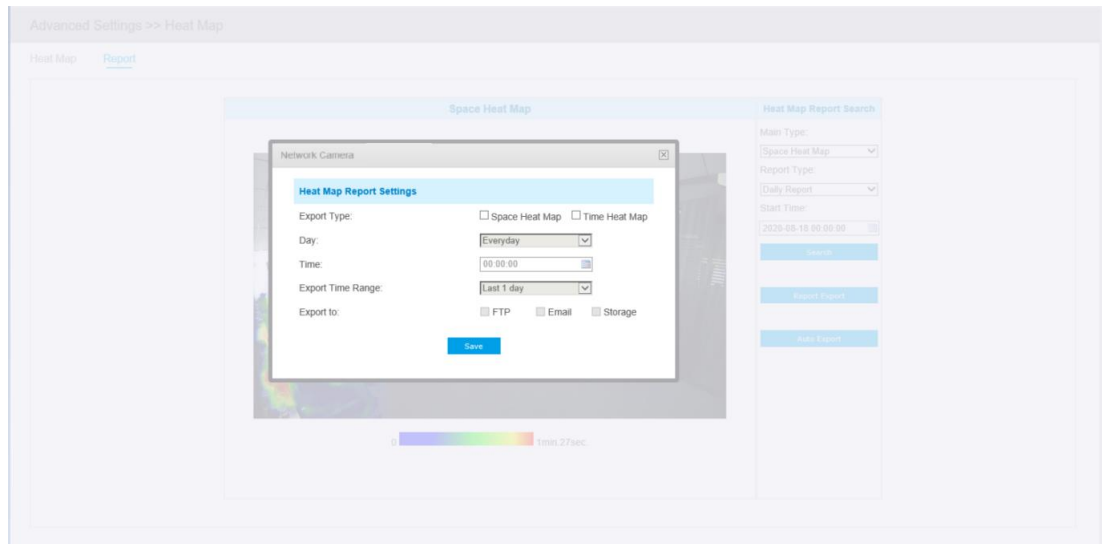 Advanced Settings >> Heat Map
Heat Map Report
Space Heat Map
Heat Map Report Search
Main Type:
Space Heat Map
Report Type:
Daily Report
Start Time:
2020-08-18 00:00:00
Search
Report Export
Auto Export
Network Camera
Heat Map Report Settings
Export Type: Space Heat Map Time Heat Map
Day: Everyday
Time: 00:00:00
Export Time Range: Last 1 day
Export to: FTP Email Storage
Save
0 1min 27sec